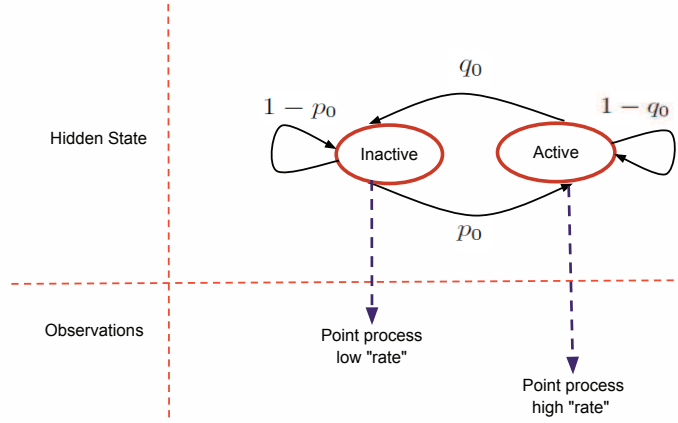 q₀
1 − p₀
1 − q₀
Hidden State
Inactive
Active
p₀
Observations
Point process
low "rate"
Point process
high "rate"